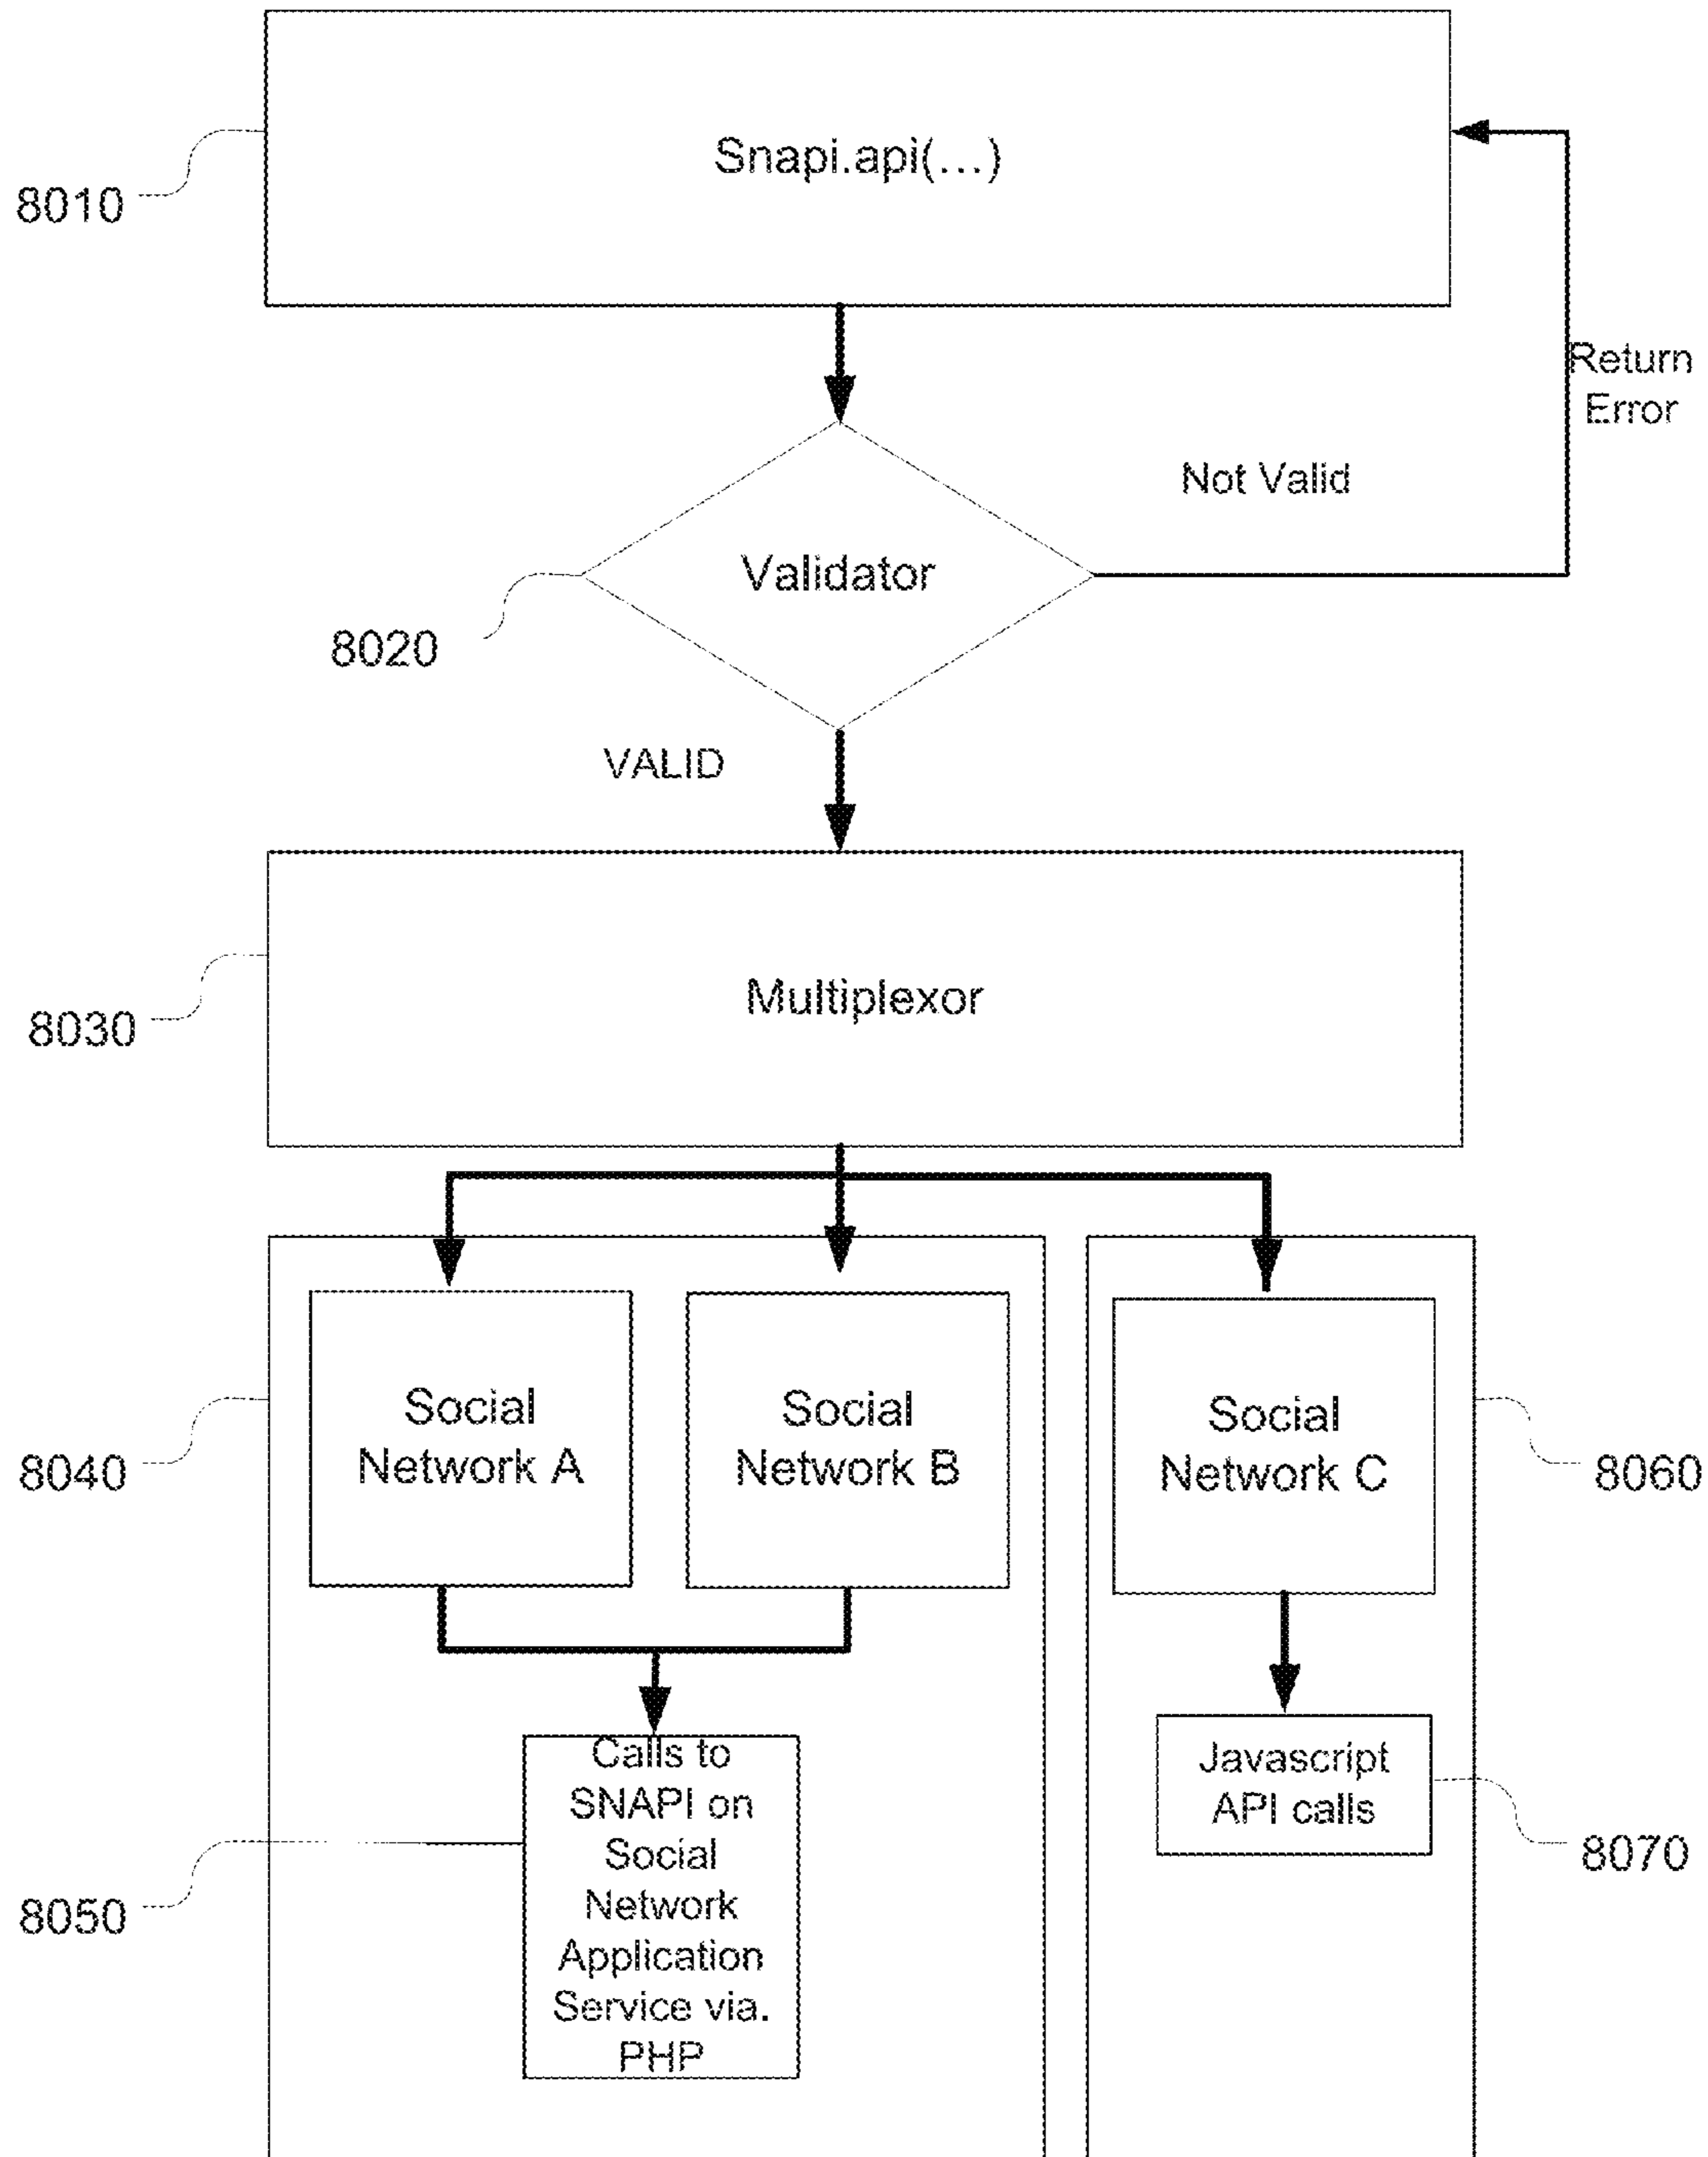 Snapi.api(...)
8010
Return
Error
Not Valid
Validator
8020
VALID
Multiplexor
8030
Social
Network A
Social
Network B
Social
Network C
8040
8060
Calls to
SNAPI on
Social
Network
Application
Service via.
PHP
Javascript
API calls
8050
8070